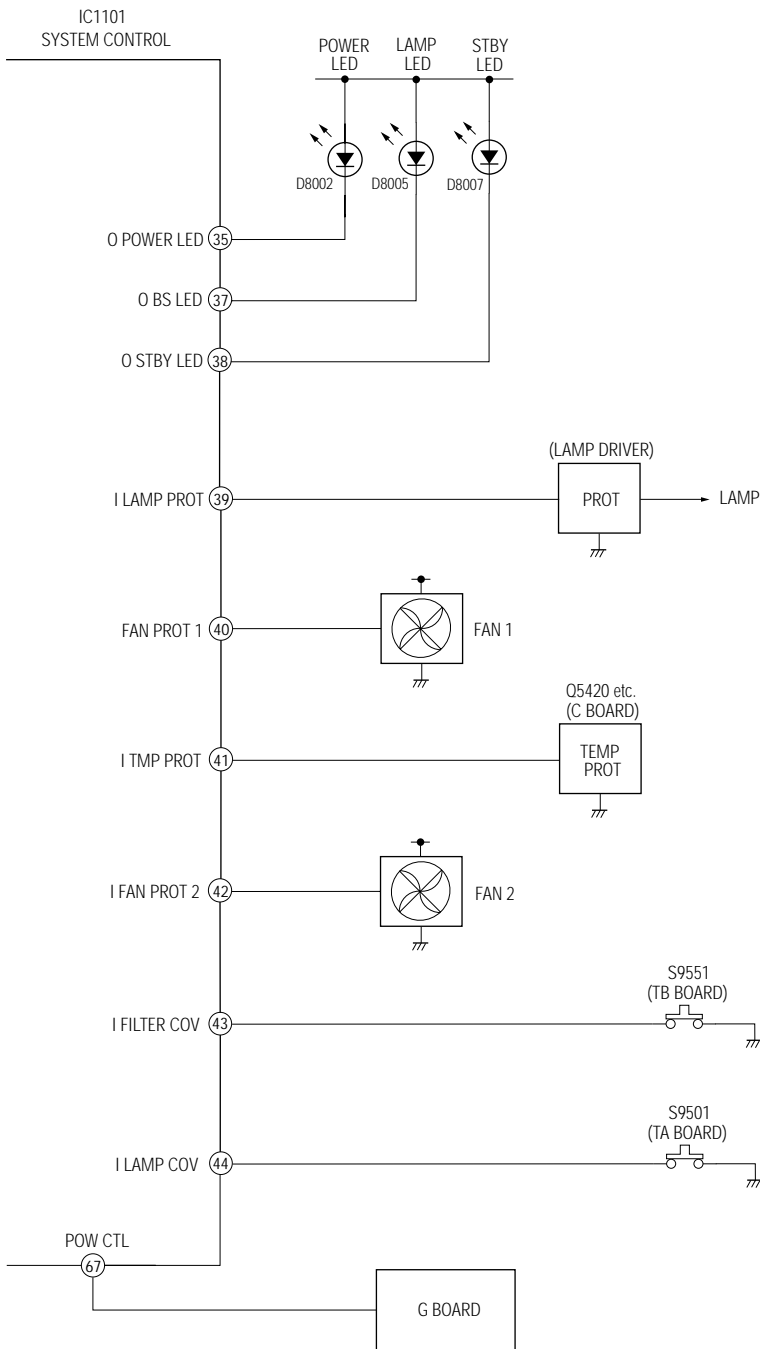 IC1101
SYSTEM CONTROL
POWER
LED
LAMP
LED
STBY
LED
D8002
D8005
D8007
O POWER LED 35
O BS LED 37
O STBY LED 38
(LAMP DRIVER)
I LAMP PROT 39
PROT
LAMP
FAN PROT 1 40
FAN 1
Q5420 etc.
(C BOARD)
I TMP PROT 41
TEMP
PROT
I FAN PROT 2 42
FAN 2
S9551
(TB BOARD)
I FILTER COV 43
S9501
(TA BOARD)
I LAMP COV 44
POW CTL
67
G BOARD